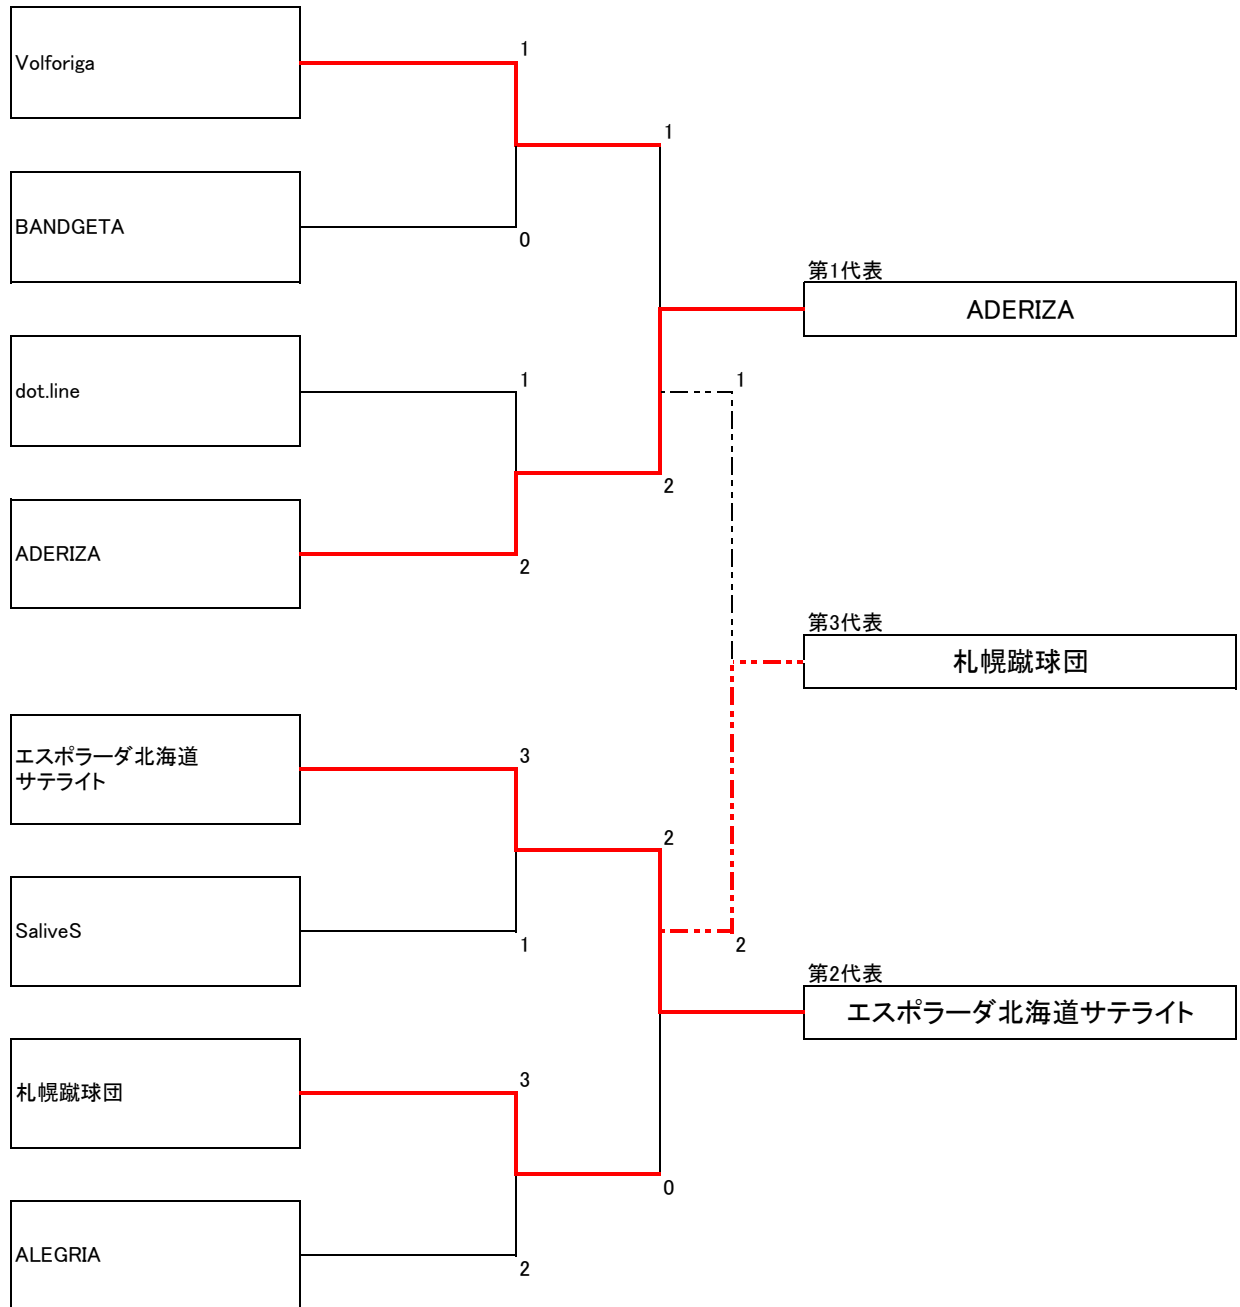 Volforiga
1
1
BANDGETA
0
第1代表
ADERIZA
dot.line
1
1
2
ADERIZA
2
第3代表
札幌蹴球団
エスポラーダ北海道
サテライト
3
2
SaliveS
1
2
第2代表
エスポラーダ北海道サテライト
札幌蹴球団
3
0
ALEGRIA
2